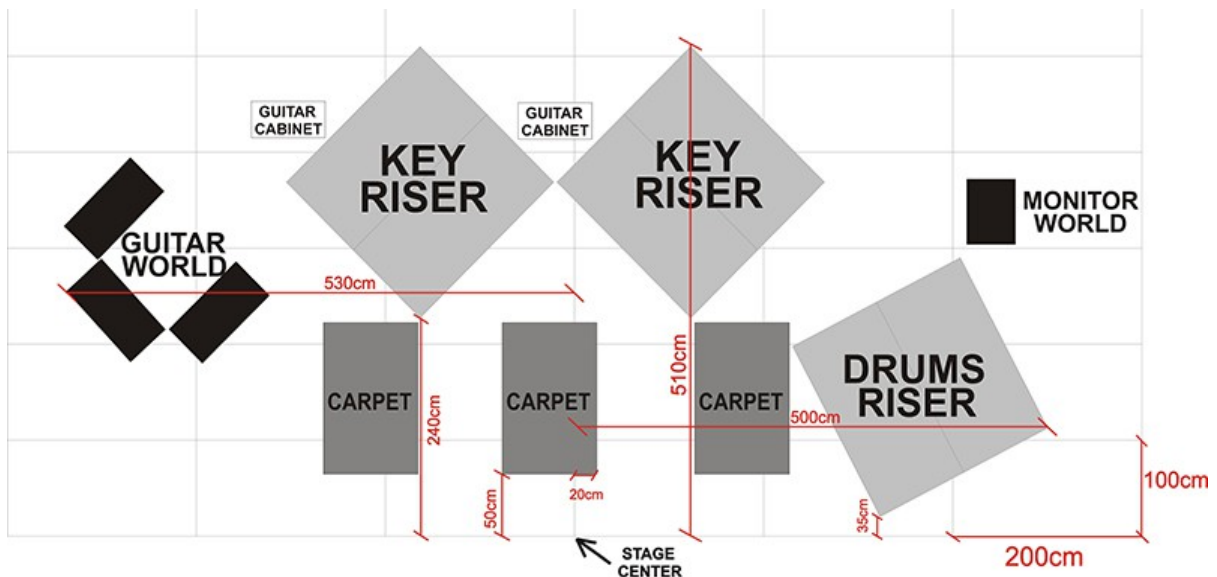 GUITAR
CABINET
GUITAR
CABINET
KEY
RISER
KEY
RISER
MONITOR
WORLD
GUITAR
WORLD
530cm
510cm
DRUMS
RISER
CARPET
CARPET
CARPET
240cm
500cm
50cm
20cm
35cm
100cm
200cm
STAGE
CENTER